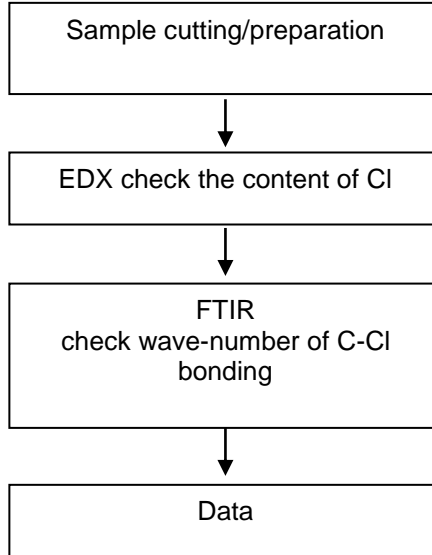 Sample cutting/preparation
EDX check the content of Cl
FTIR
check wave-number of C-Cl
bonding
Data